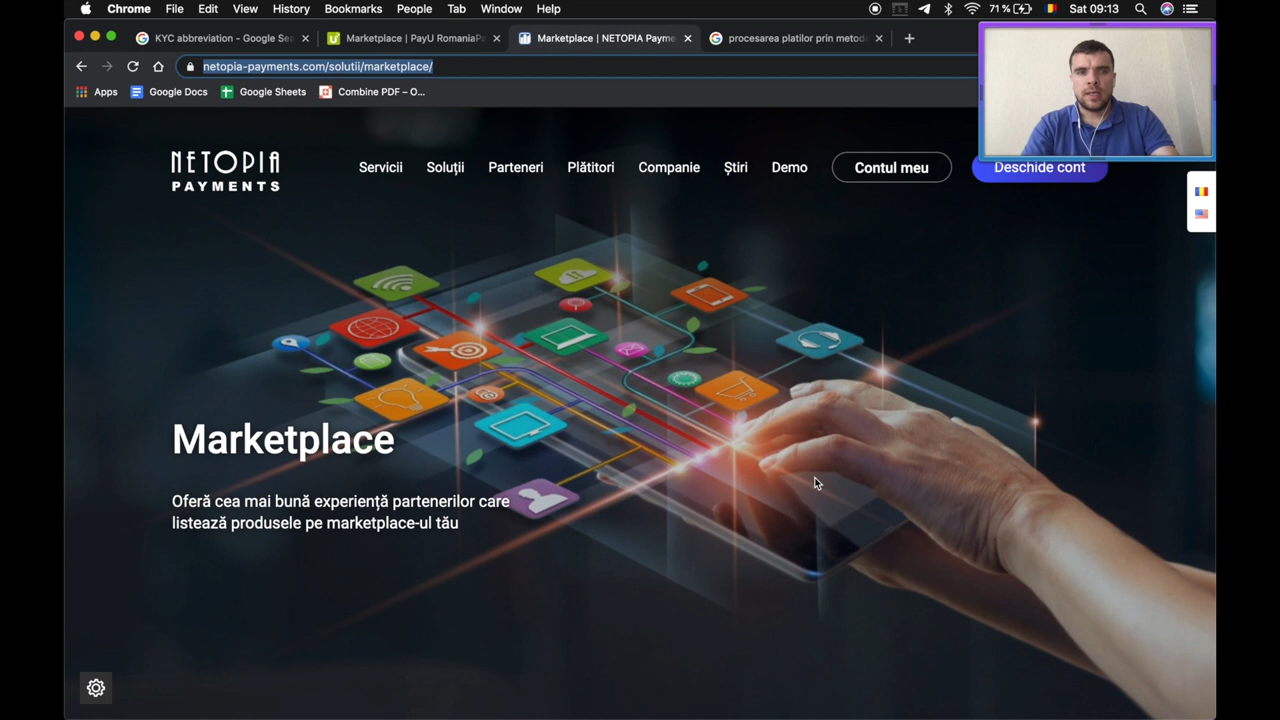 Chrome File Edit View History Bookmarks People Tab Window Help
71 % Sat 09:13
KYC abbreviation - Google Se
Marketplace | PayU RomaniaPa
Marketplace | NETOPIA Payme
procesarea platilor prin metode
netopia-payments.com/solutii/marketplace/
Apps Google Docs Google Sheets Combine PDF – O...
NETOPIA
PAYMENTS
Servicii Soluții Parteneri Plătitori Companie Știri Demo Contul meu Deschide cont
Marketplace
Oferă cea mai bună experiență partenerilor care
listează produsele pe marketplace-ul tău